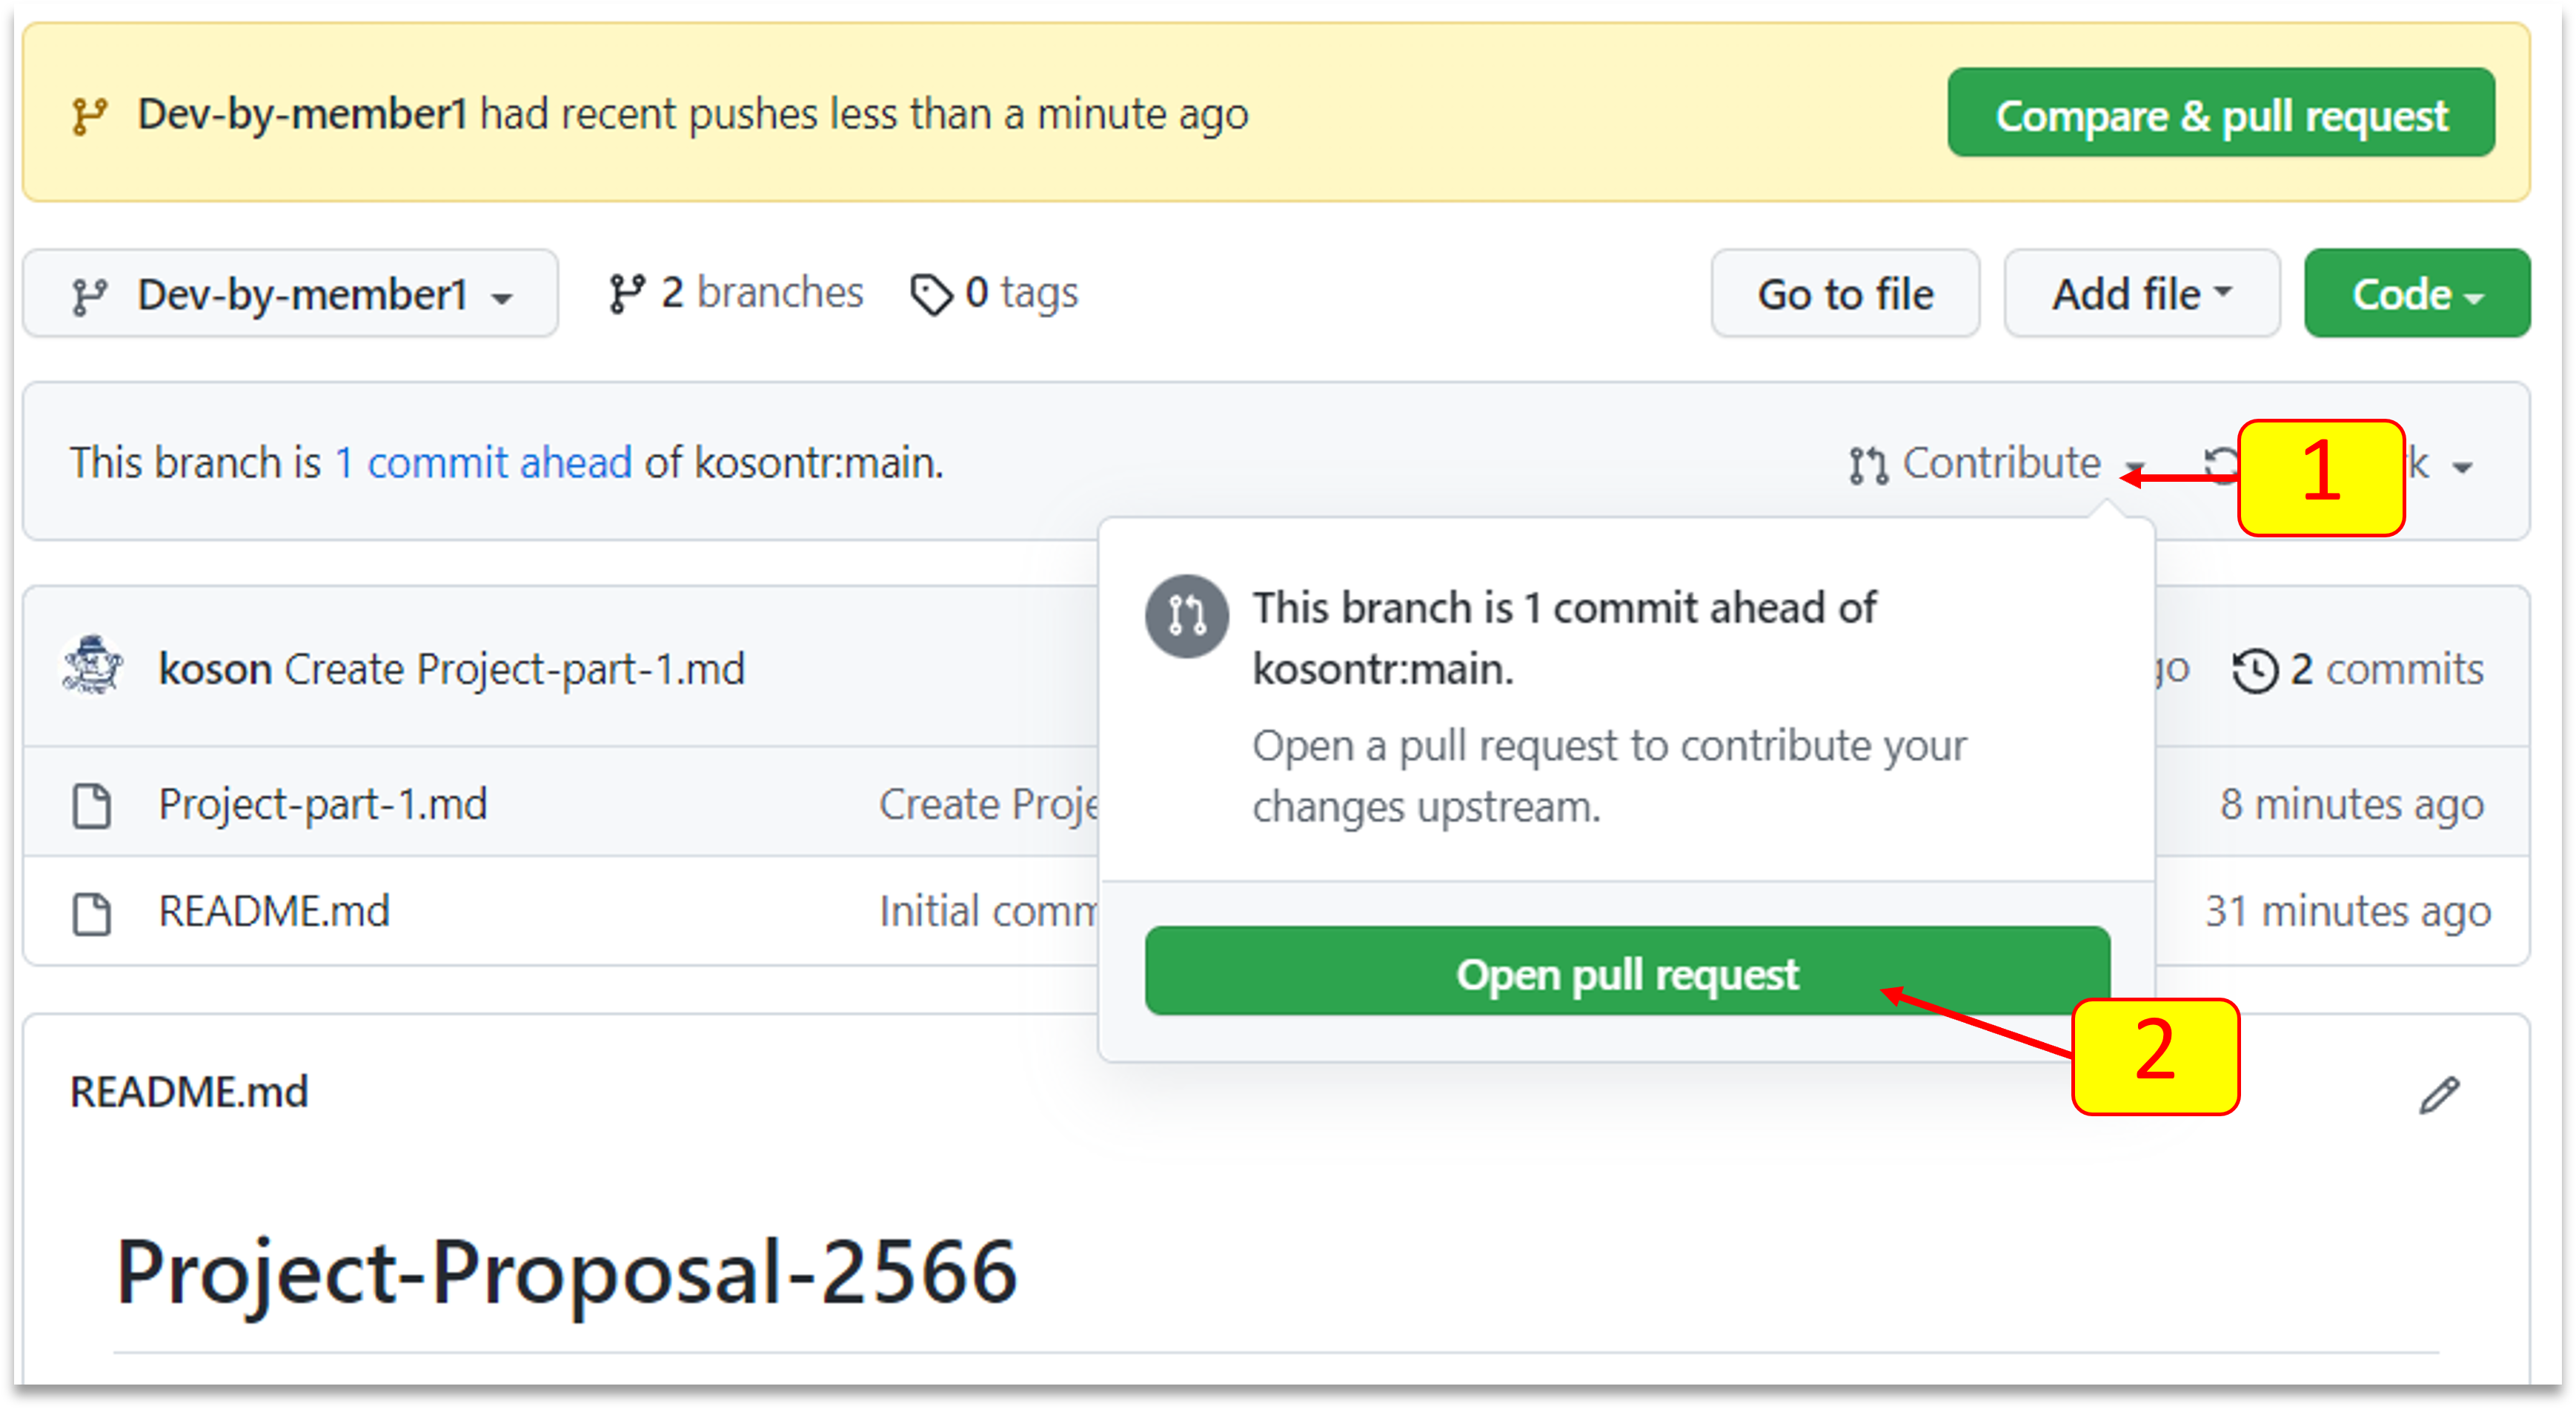 Dev-by-member1 had recent pushes less than a minute ago
Compare & pull request
Dev-by-member1
2 branches
0 tags
Go to file
Add file
Code
This branch is 1 commit ahead of kosontr:main.
Contribute
1
This branch is 1 commit ahead of
kosontr:main.
Open a pull request to contribute your
changes upstream.
Open pull request
2
koson Create Project-part-1.md
2 commits
Project-part-1.md
Create
8 minutes ago
README.md
Initial
31 minutes ago
README.md
Project-Proposal-2566